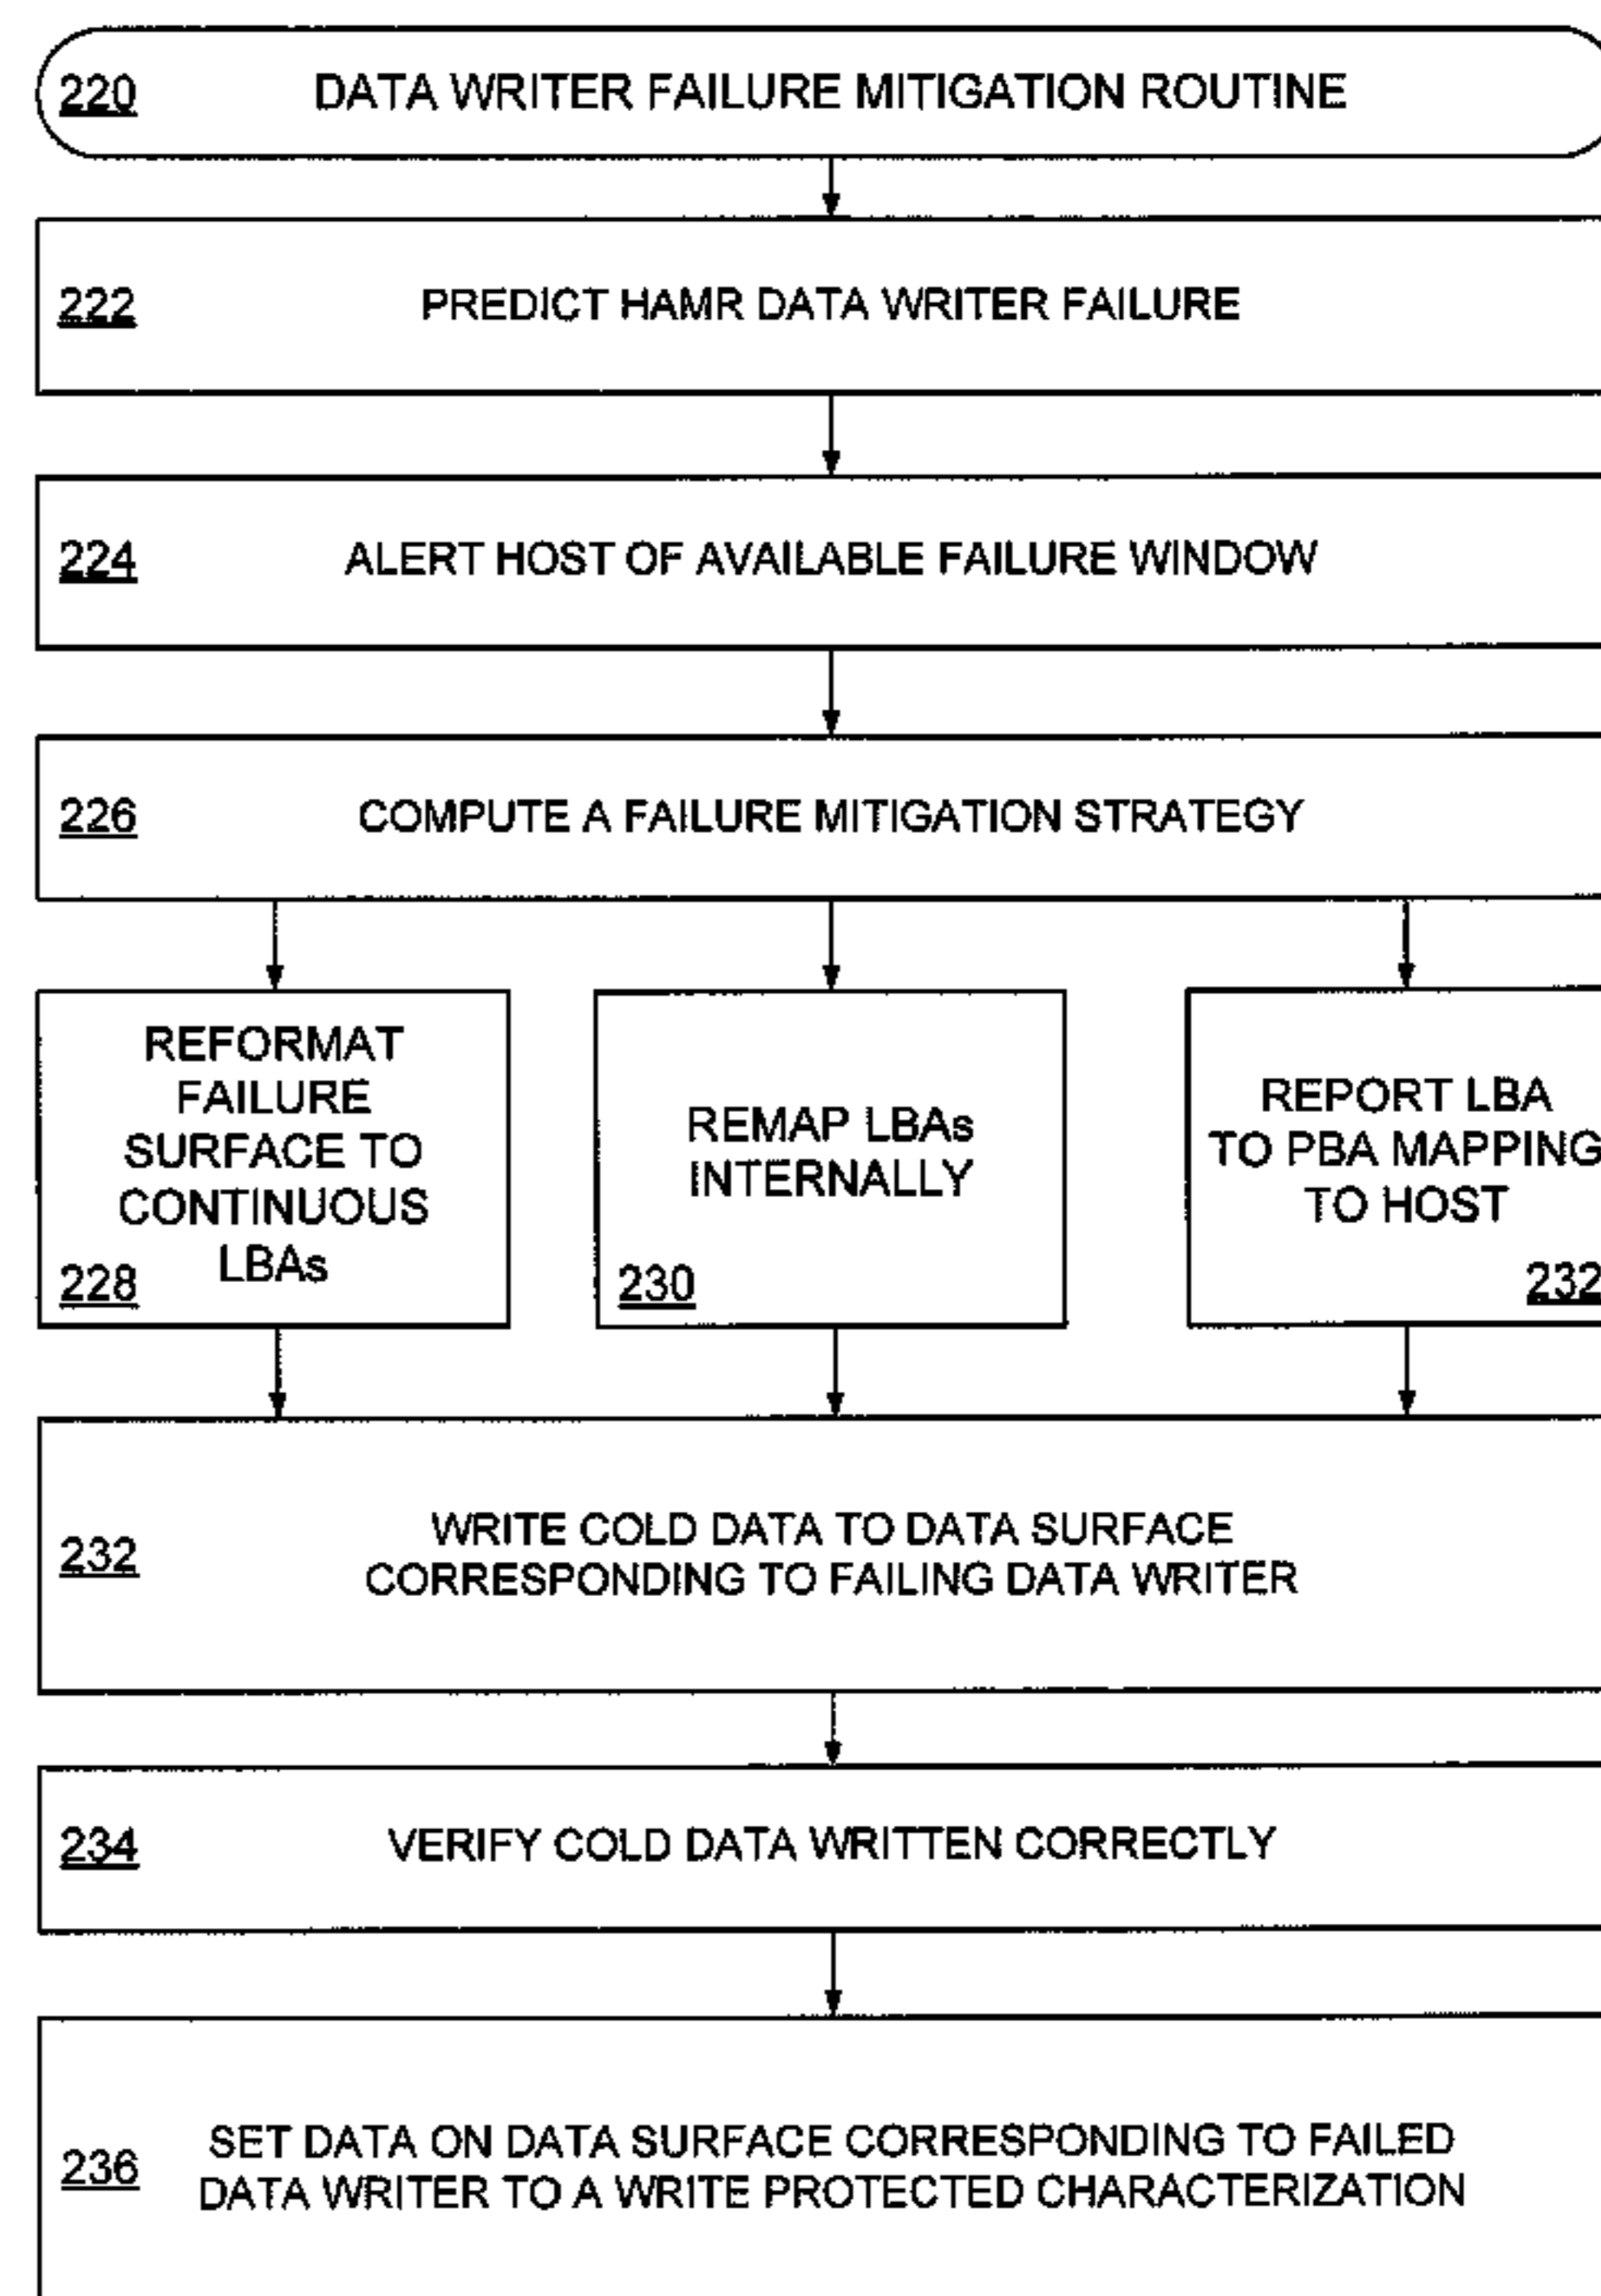 220 DATA WRITER FAILURE MITIGATION ROUTINE
222 PREDICT HAMR DATA WRITER FAILURE
224 ALERT HOST OF AVAILABLE FAILURE WINDOW
226 COMPUTE A FAILURE MITIGATION STRATEGY
REFORMAT
FAILURE
SURFACE TO
CONTINUOUS
LBAs
228
REMAP LBAs
INTERNALLY
230
REPORT LBA
TO PBA MAPPING
TO HOST
232
232
WRITE COLD DATA TO DATA SURFACE
CORRESPONDING TO FAILING DATA WRITER
234 VERIFY COLD DATA WRITTEN CORRECTLY
236
SET DATA ON DATA SURFACE CORRESPONDING TO FAILED
DATA WRITER TO A WRITE PROTECTED CHARACTERIZATION